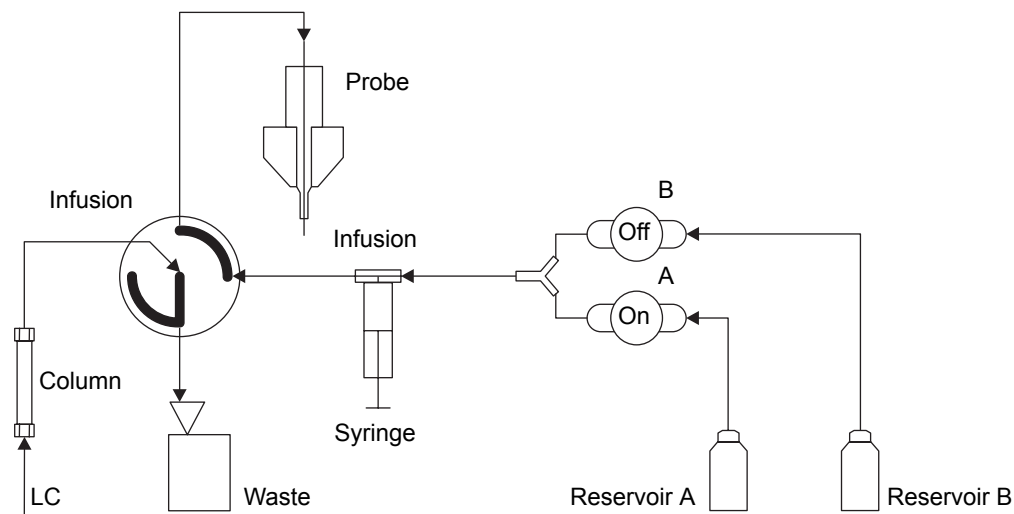 Probe
Infusion
Infusion
B
Off
A
On
Column
Syringe
LC
Waste
Reservoir A
Reservoir B